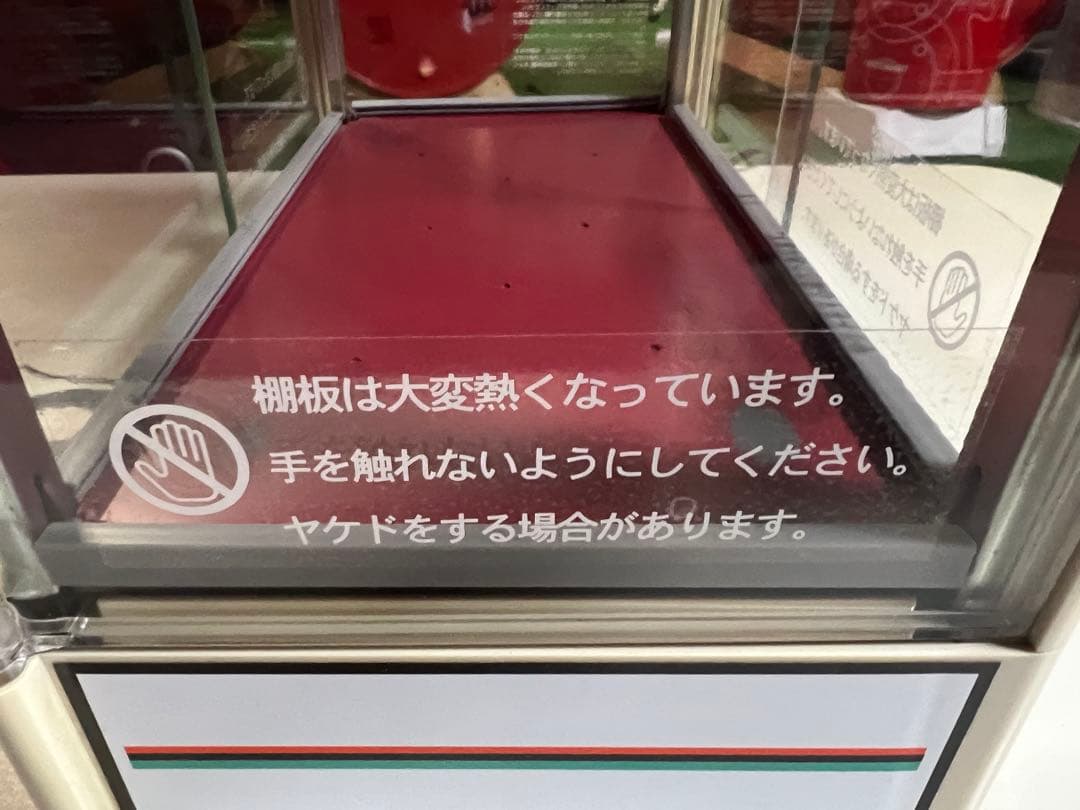 棚板は大変熱くなっています。
手を触れないようにしてください。
ヤケドをする場合があります。